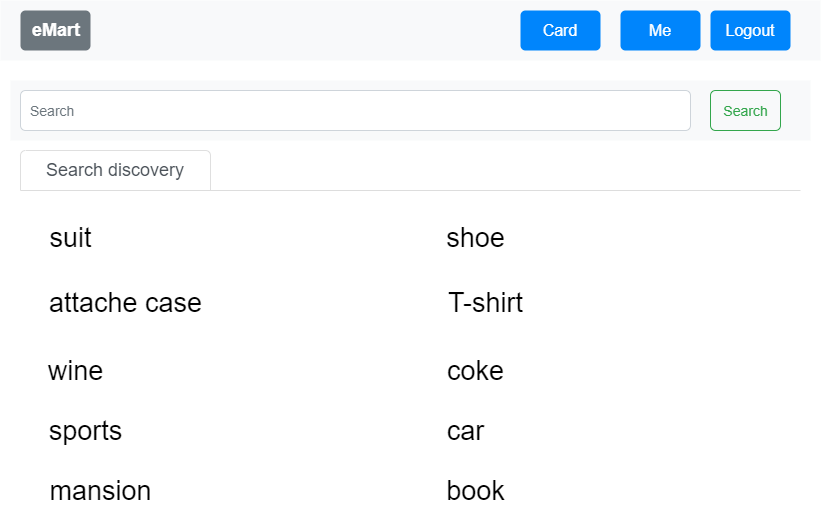 eMart Card Me Logout
Search Search
Search discovery
suit shoe
attache case T-shirt
wine coke
sports car
mansion book